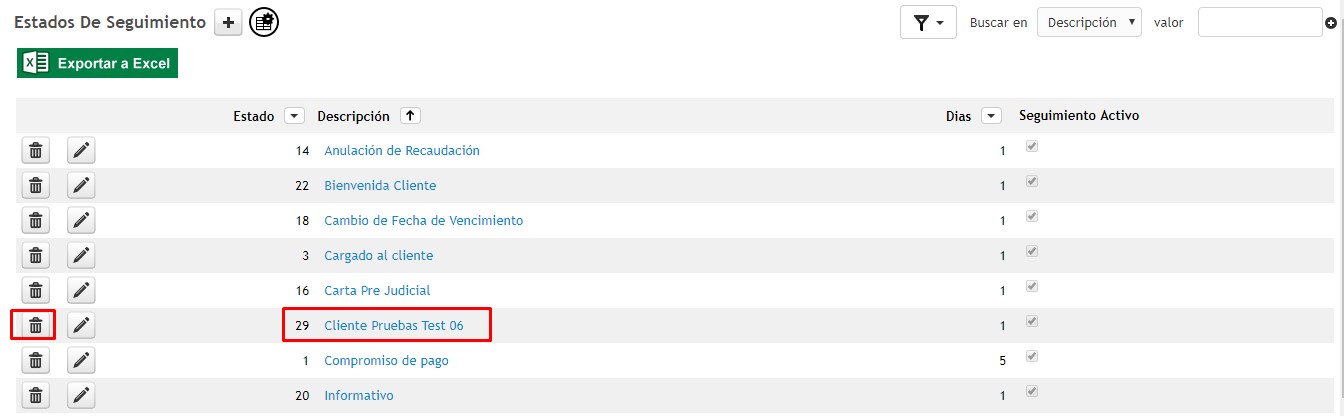 Estados De Seguimiento
Buscar en Descripción valor
Exportar a Excel
Estado Descripción Dias Seguimiento Activo
14 Anulación de Recaudación 1
22 Bienvenida Cliente 1
18 Cambio de Fecha de Vencimiento 1
3 Cargado al cliente 1
16 Carta Pre Judicial 1
29 Cliente Pruebas Test 06 1
1 Compromiso de pago 5
20 Informativo 1